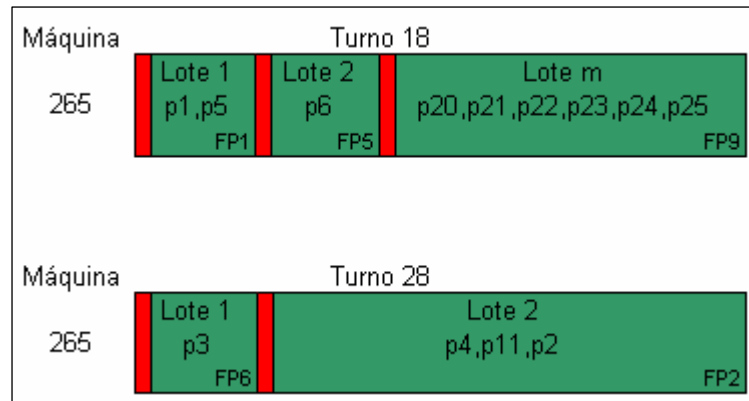 Máquina Turno 18
Lote 1 Lote 2 Lote m
265 p1,p5 p6 p20,p21,p22,p23,p24,p25
FP1 FP5 FP9
Máquina Turno 28
Lote 1 Lote 2
265 p3 p4,p11,p2
FP6 FP2